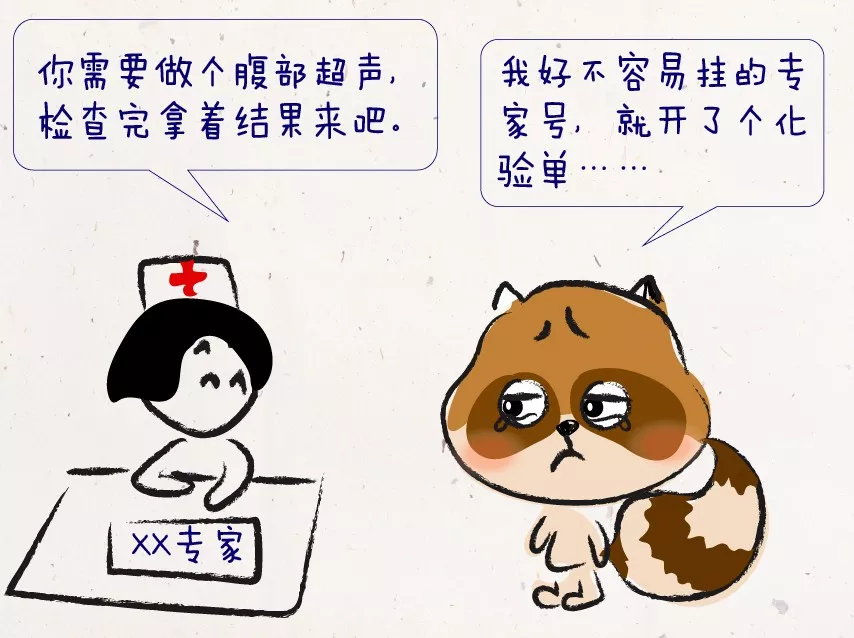 你需要做个腹部超声,
检查完拿着结果来吧。
我好不容易挂的专
家号, 就开了个化
验单……
XX专家